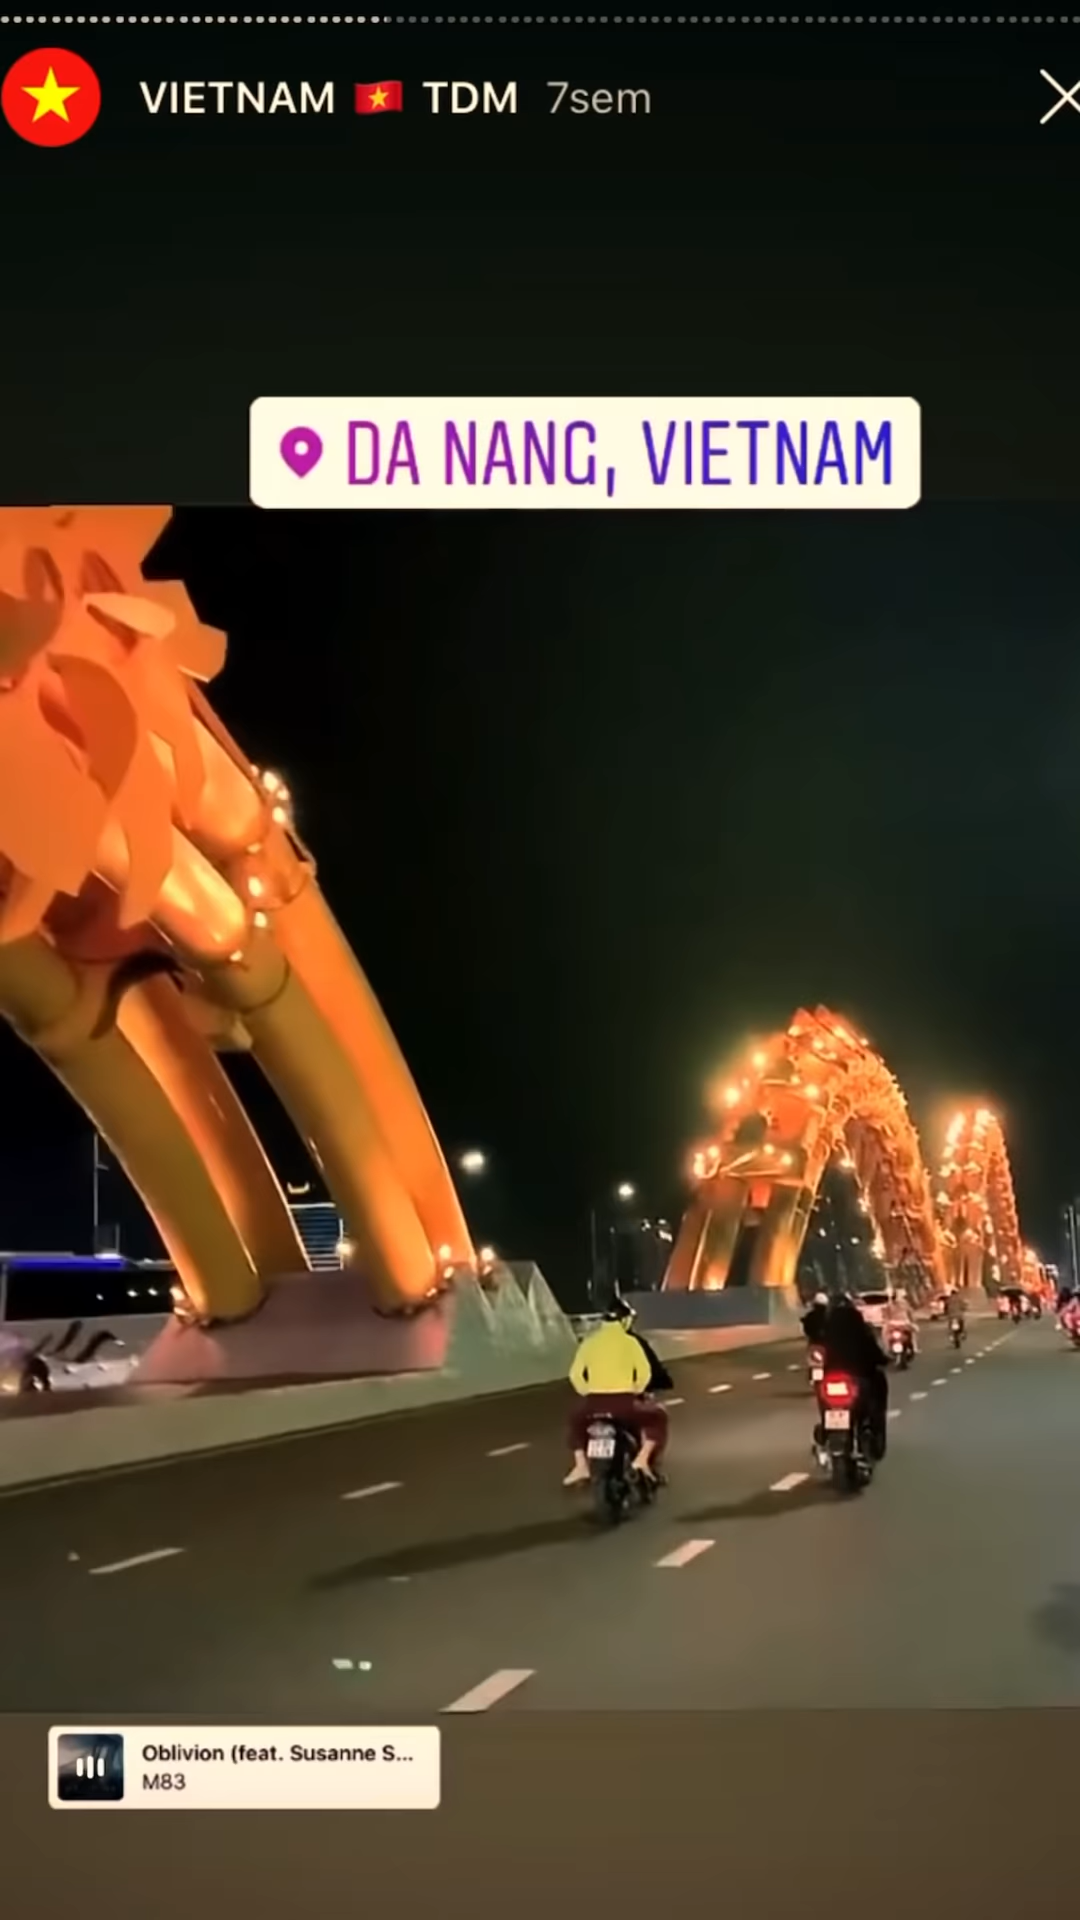 VIETNAM 🇻🇳 TDM 7sem
DA NANG, VIETNAM
Oblivion (feat. Susanne S...
M83